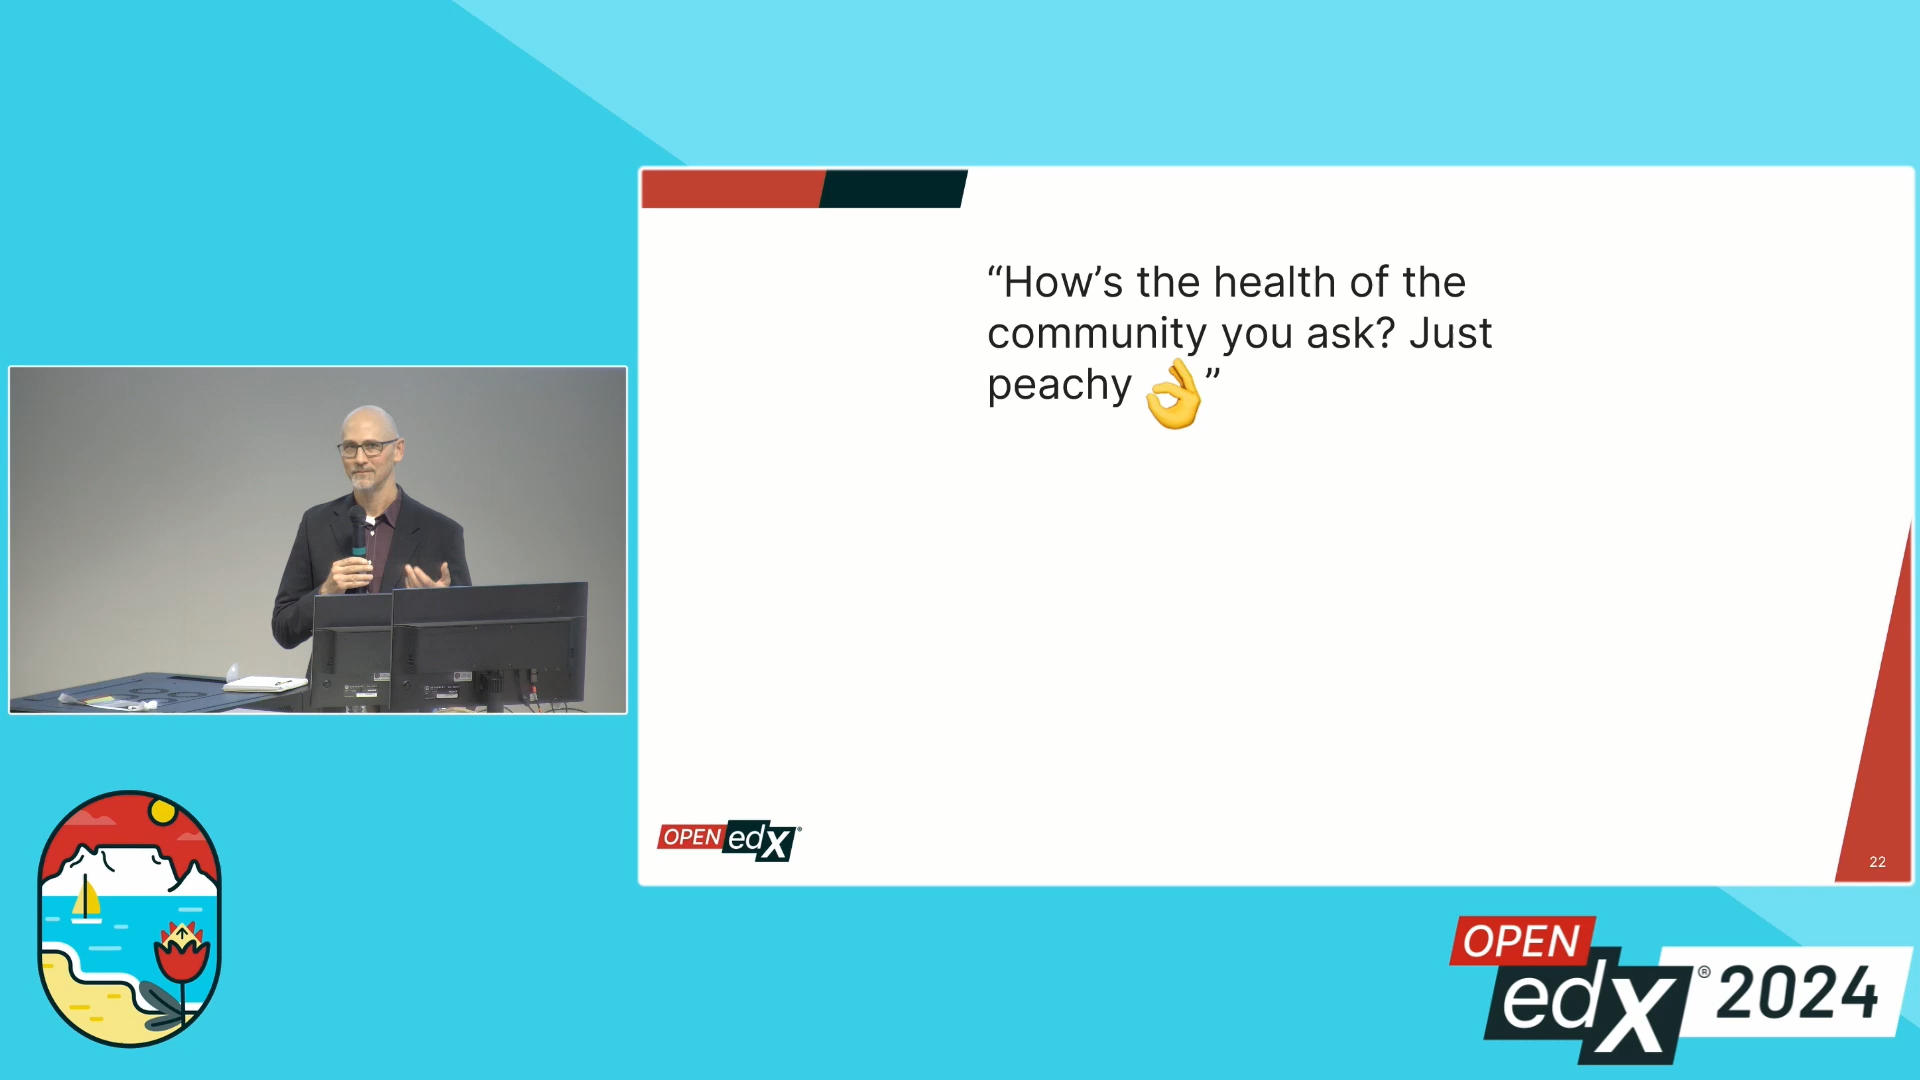 “How’s the health of the
community you ask? Just
peachy 👌”
OPEN edX®
22
OPEN
edX® 2024